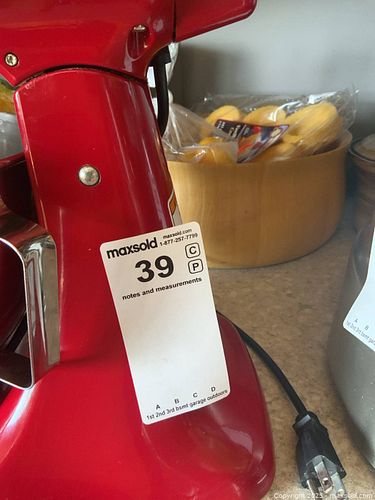 maxsold
maxsold.com
1-877-257-7799
39
C
P
notes and measurements
A B C D
1st 2nd 3rd bsmt garage outdoors
A B
Copyright 2025 - maxsold.com